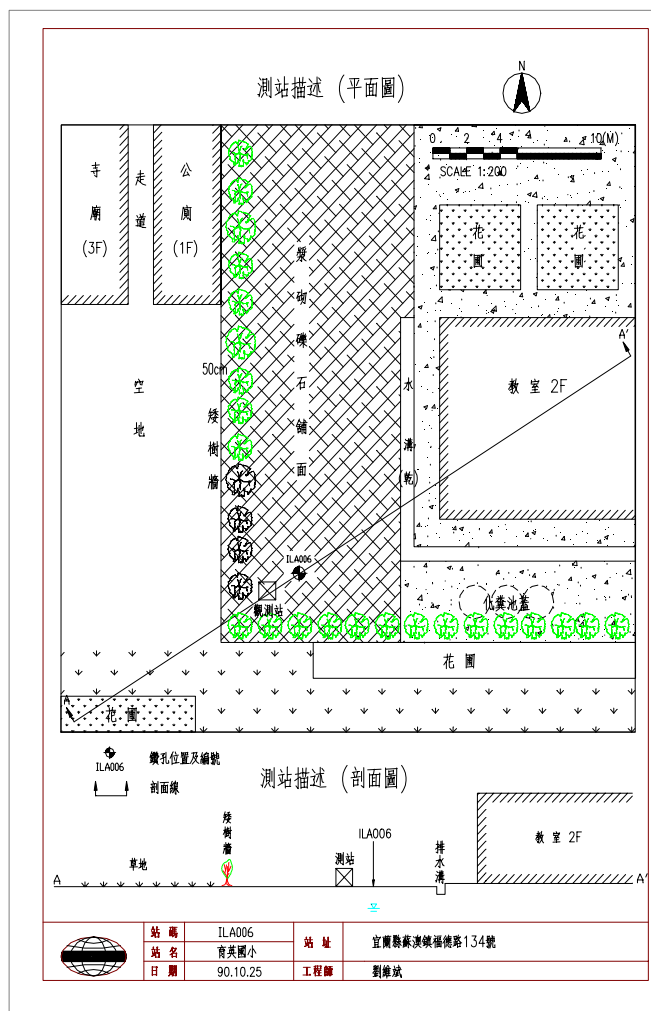 測站描述 (平面圖)
N
0 2 4 10(M)
SCALE 1:200
寺廟
(3F)
走道
公廁
(1F)
漿砌礫石舖面
花圃
花圃
A'
教室 2F
50cm
矮樹牆
空地
水溝(乾)
ILA006
觀測站
化糞池蓋
花圃
A
花圃
ILA006
鑽孔位置及編號
剖面線
測站描述 (剖面圖)
矮樹牆
草地
測站
ILA006
排水溝
教室 2F
A
A'
站碼 ILA006
站名 育英國小
站址 宜蘭縣蘇澳鎮福德路134號
日期 90.10.25
工程師 劉維斌